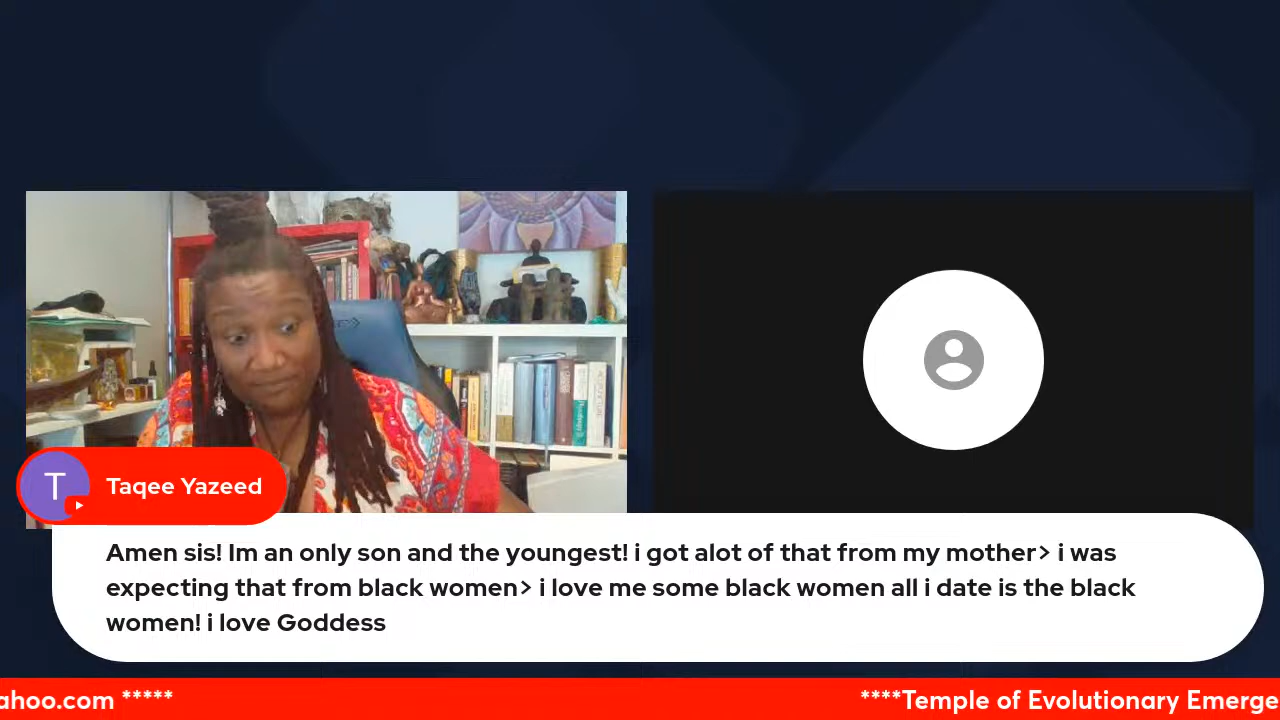 T
Taqee Yazeed
Amen sis! Im an only son and the youngest! i got alot of that from my mother> i was
expecting that from black women> i love me some black women all i date is the black
women! i love Goddess
ahoo.com ***** ****Temple of Evolutionary Emerge